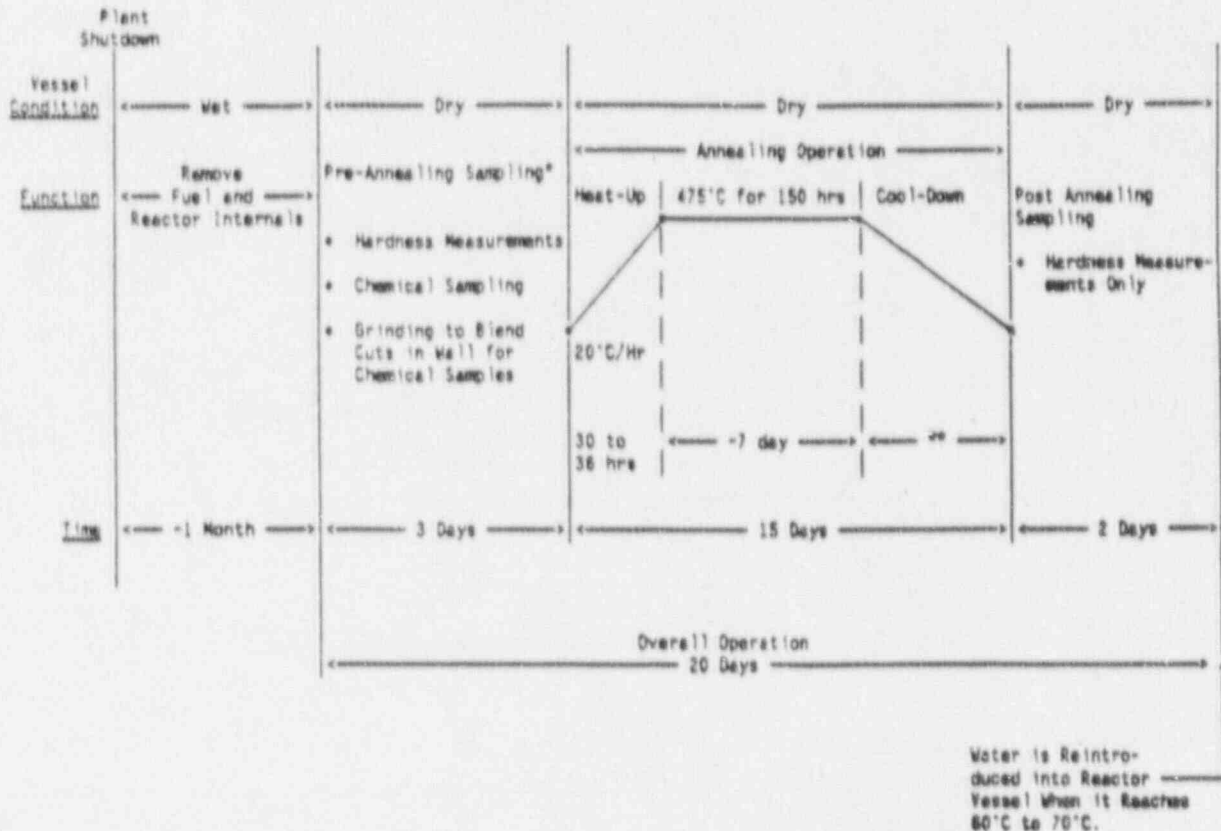 Plant
Shutdown
Vessel
Condition
Wet
Dry
Dry
Dry
Annealing Operation
Function
Remove
Fuel and
Reactor Internals
Pre-Annealing Sampling*
* Hardness Measurements
* Chemical Sampling
* Grinding to Blend
Cuts in Wall for
Chemical Samples
Heat-Up
475°C for 150 hrs
Cool-Down
20°C/Hr
30 to
36 hrs
~7 day
**
Post Annealing
Sampling
* Hardness Measure-
ments Only
Time
~1 Month
3 Days
15 Days
2 Days
Overall Operation
20 Days
Water is Reintro-
duced into Reactor
Vessel When it Reaches
60°C to 70°C.